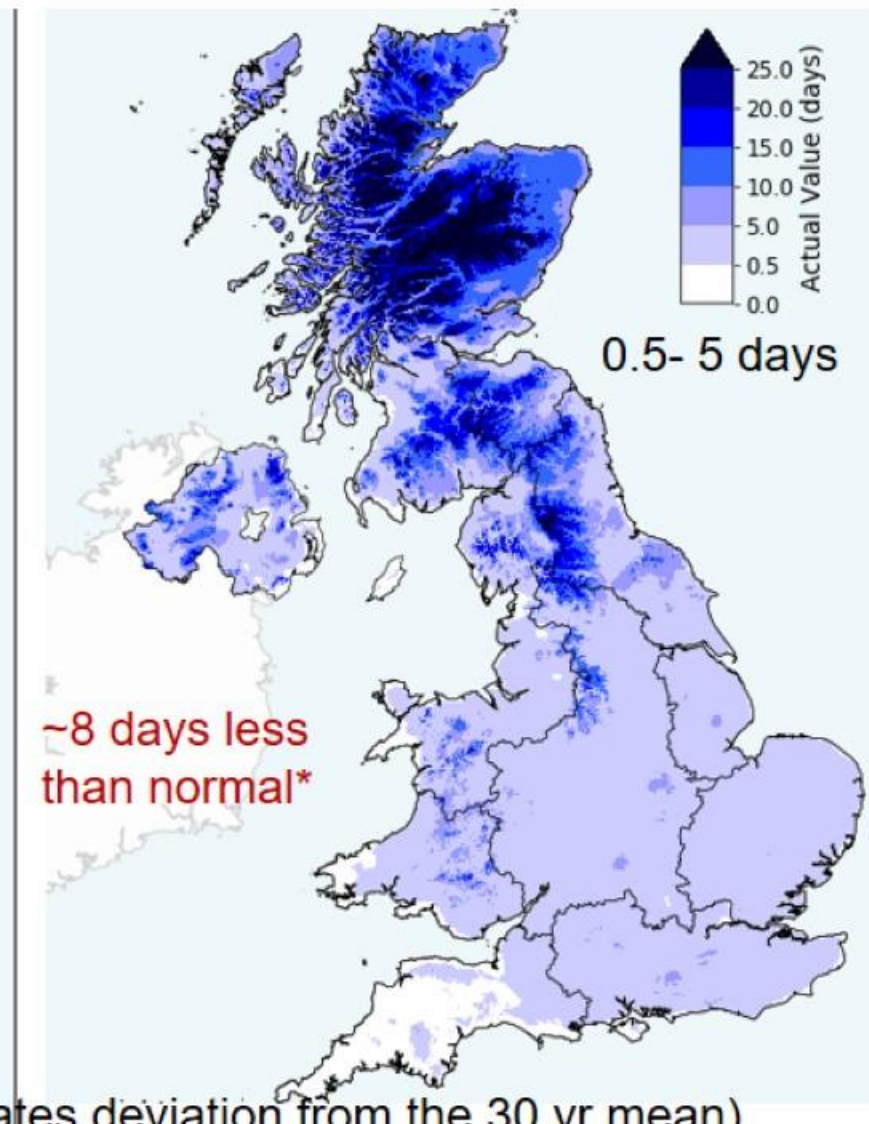 25.0
20.0
15.0
10.0
5.0
0.5
0.0
Actual Value (days)
0.5- 5 days
~8 days less
than normal*
deviation from the 30 yr mean)